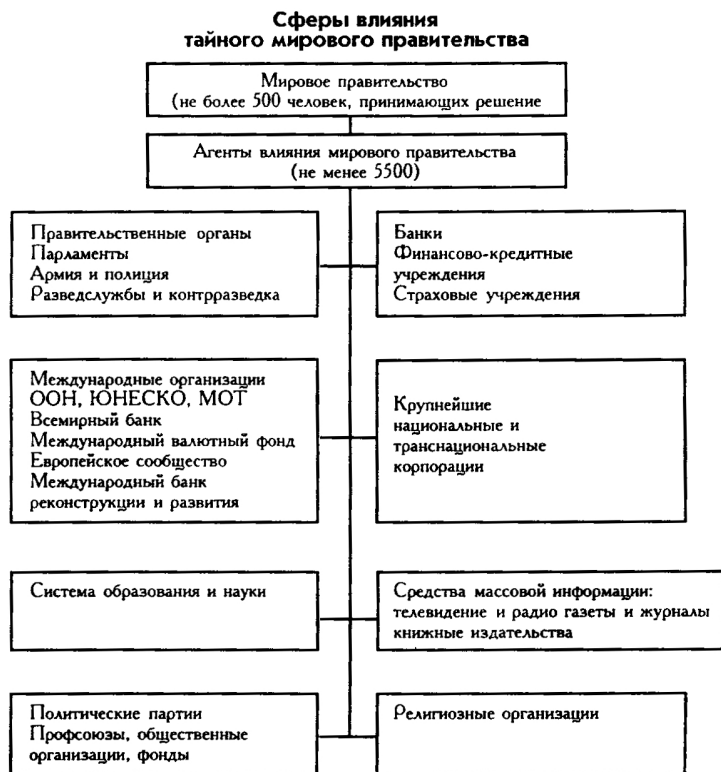 Сферы влияния
тайного мирового правительства
Мировое правительство
(не более 500 человек, принимающих решение
Агенты влияния мирового правительства
(не менее 5500)
Правительственные органы
Парламенты
Армия и полиция
Разведслужбы и контрразведка
Банки
Финансово-кредитные
учреждения
Страховые учреждения
Международные организации
ООН, ЮНЕСКО, МОТ
Всемирный банк
Международный валютный фонд
Европейское сообщество
Международный банк
реконструкции и развития
Крупнейшие
национальные и
транснациональные
корпорации
Система образования и науки
Средства массовой информации:
телевидение и радио газеты и журналы
книжные издательства
Политические партии
Профсоюзы, общественные
организации, фонды
Религиозные организации